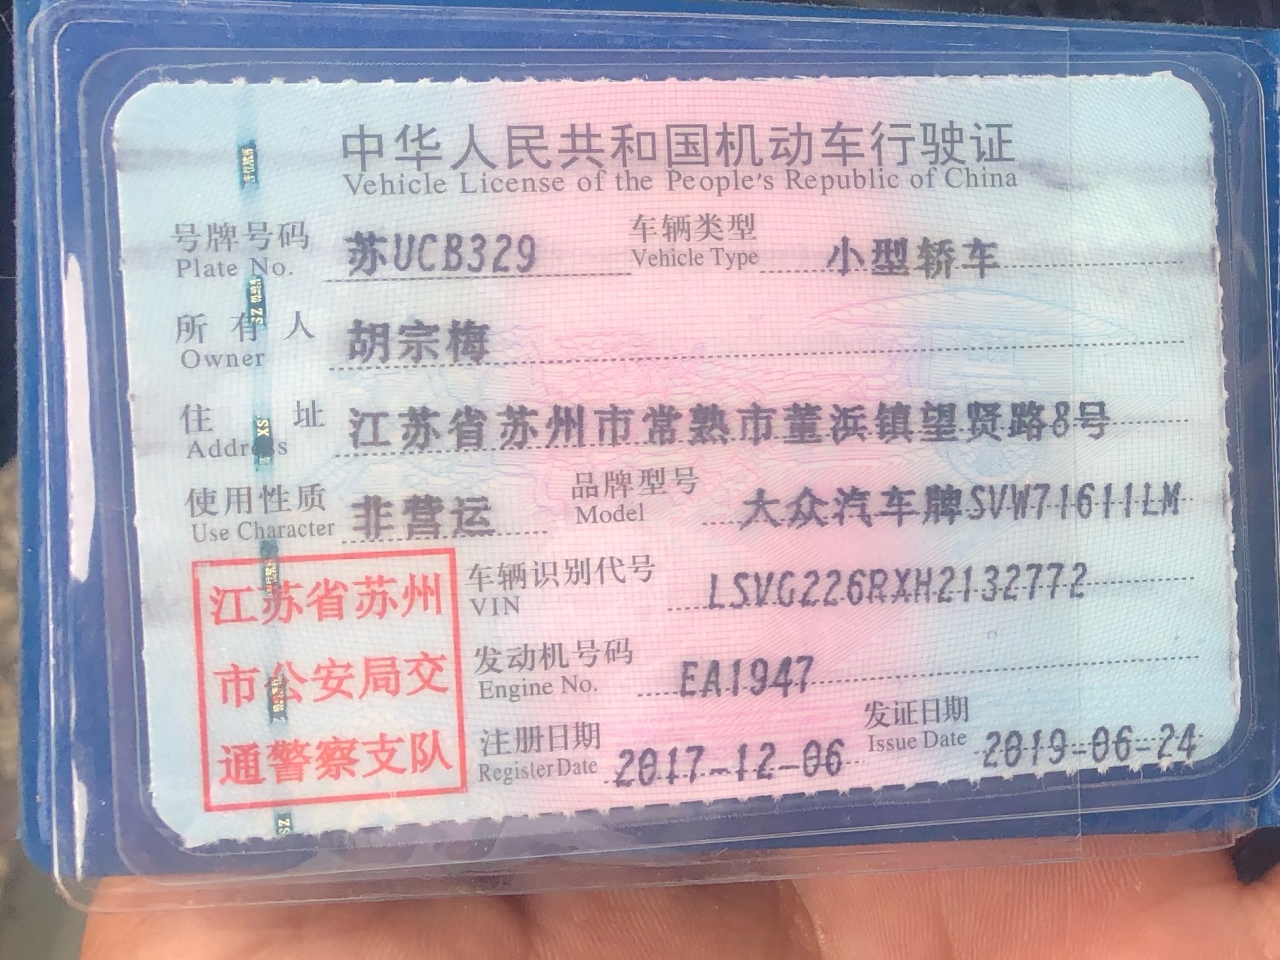 中华人民共和国机动车行驶证
Vehicle License of the People's Republic of China
号牌号码 苏UCB329 车辆类型 小型轿车
Plate No. Vehicle Type
所有人 胡宗梅
Owner
住址 江苏省苏州市常熟市董浜镇望贤路8号
Address
使用性质 非营运 品牌型号 大众汽车牌SVW71611LM
Use Character Model
江苏省苏州
市公安局交
通警察支队
车辆识别代号 LSVG226RXH2132772
VIN
发动机号码 EA1947
Engine No.
注册日期 2017-12-06 发证日期 2019-06-24
Register Date Issue Date